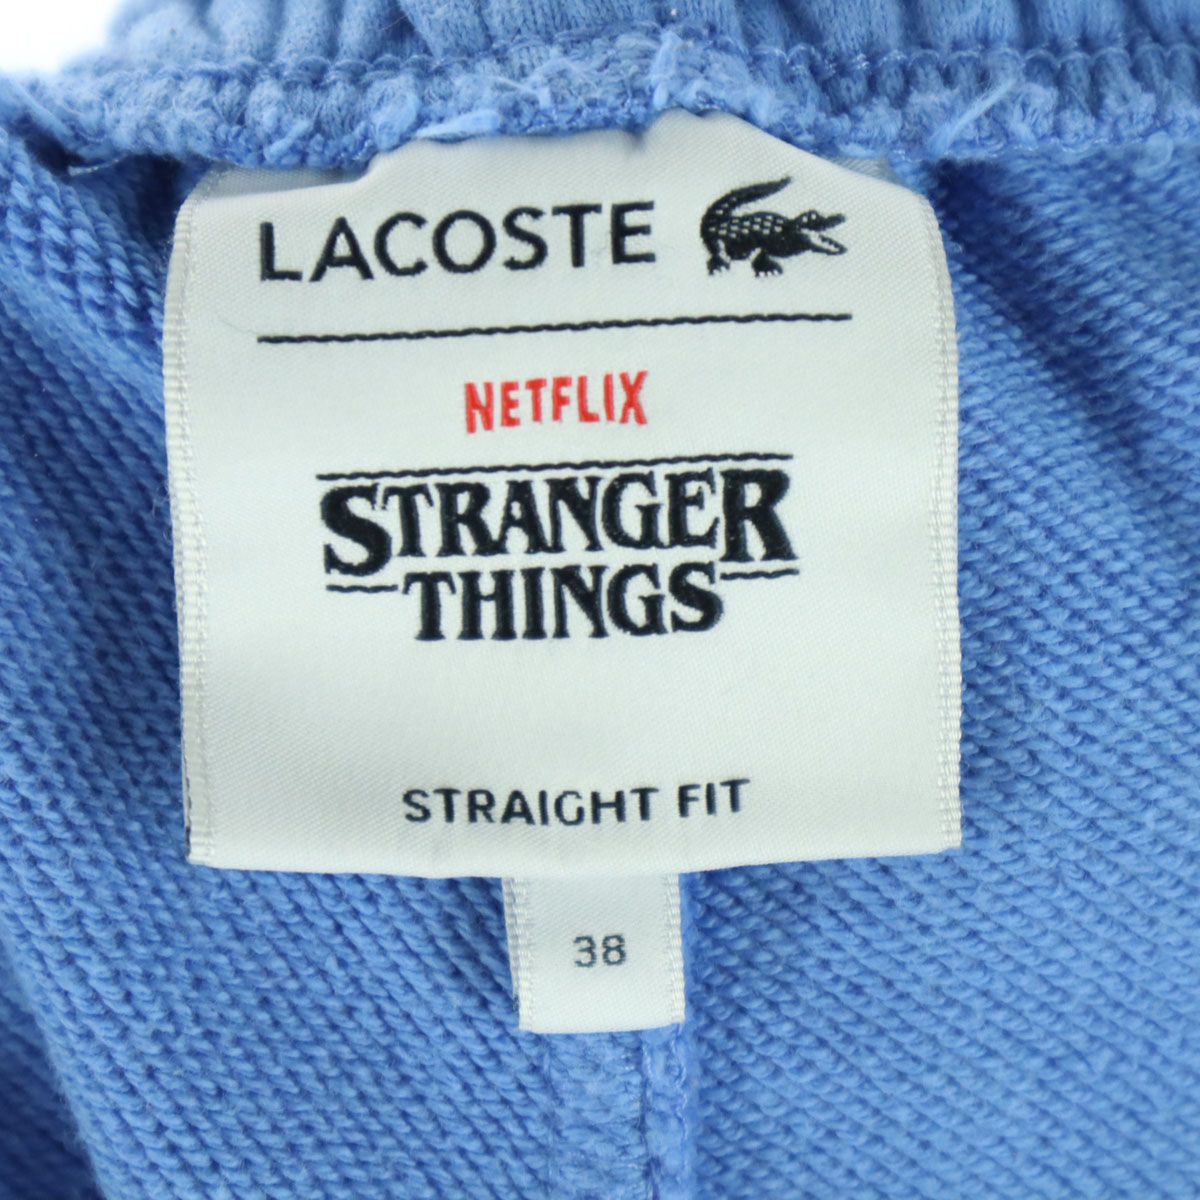 LACOSTE
NETFLIX
STRANGER
THINGS
STRAIGHT FIT
38